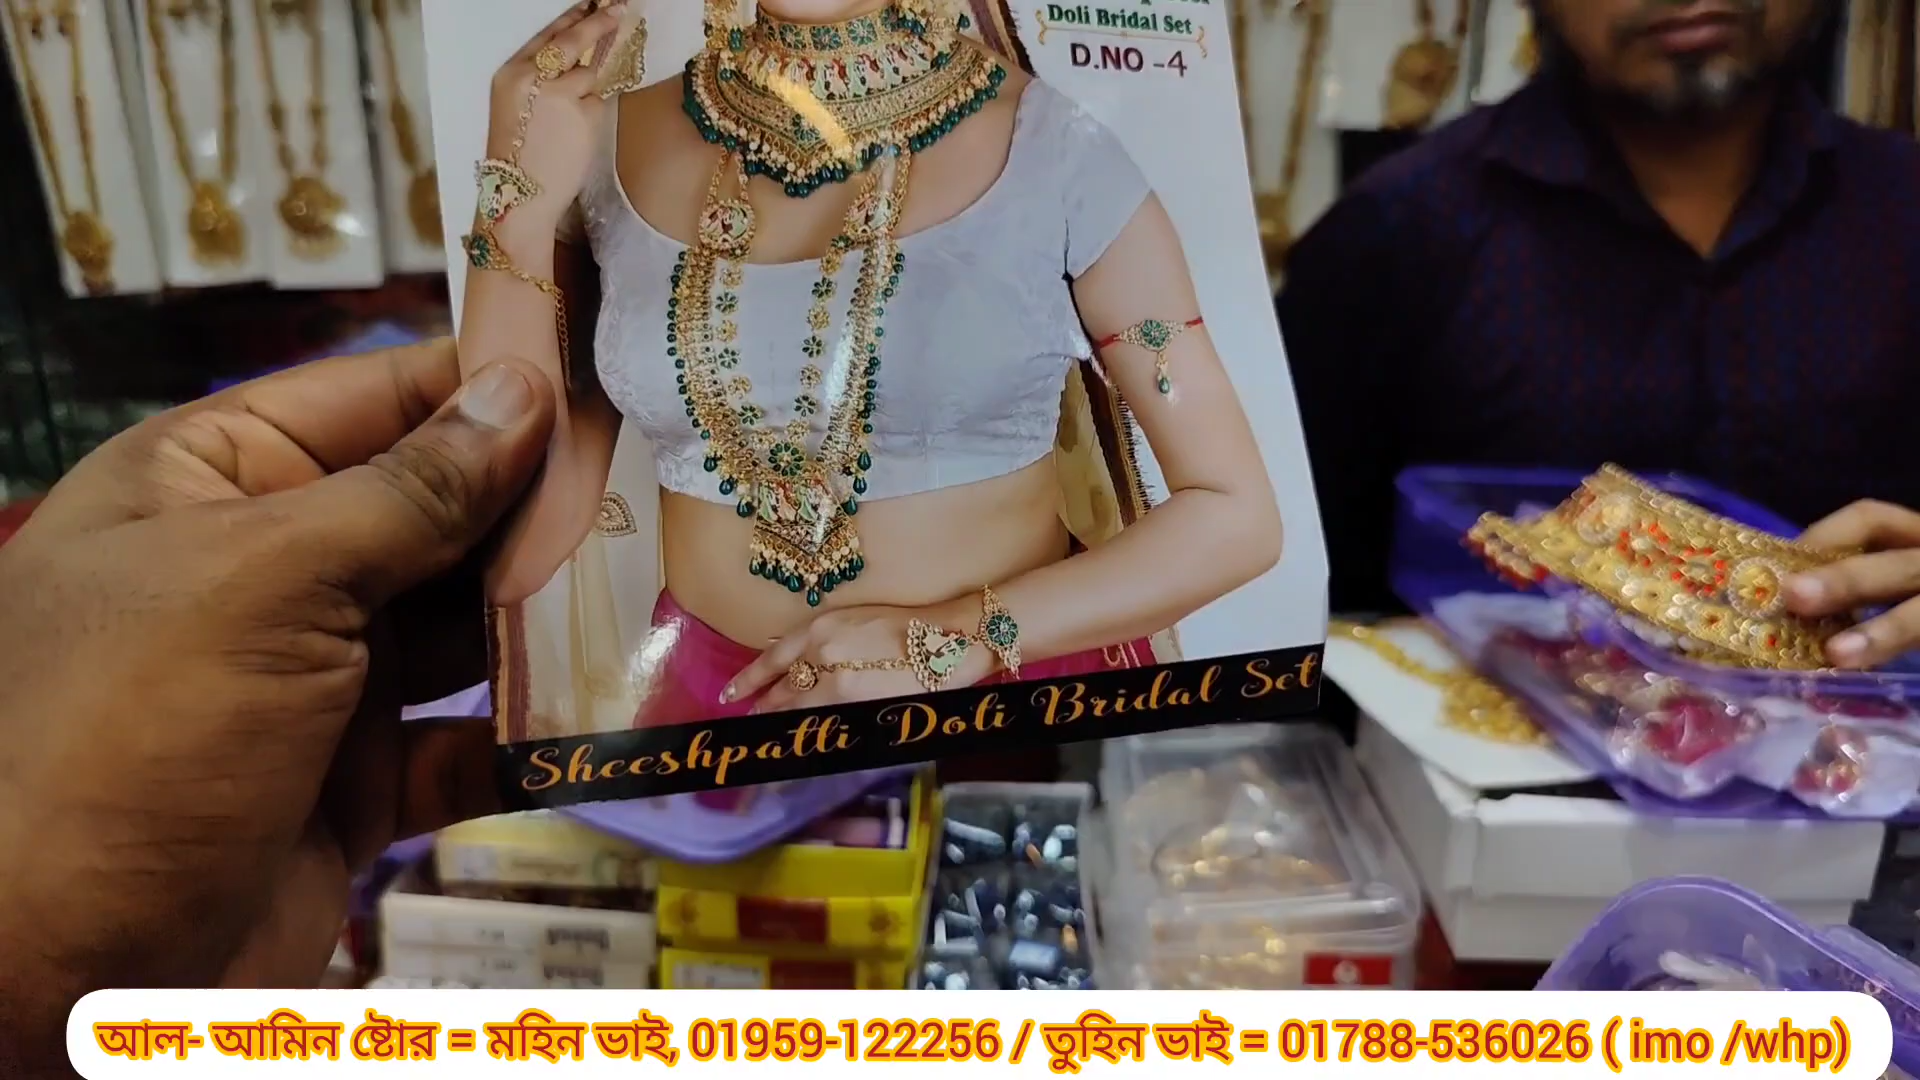 Doli Bridal Set
D.NO -4
Sheeshpatti Doli Bridal Set
আল- আমিন ষ্টোর = মহিন ভাই, 01959-122256 / তুহিন ভাই = 01788-536026 ( imo /whp)